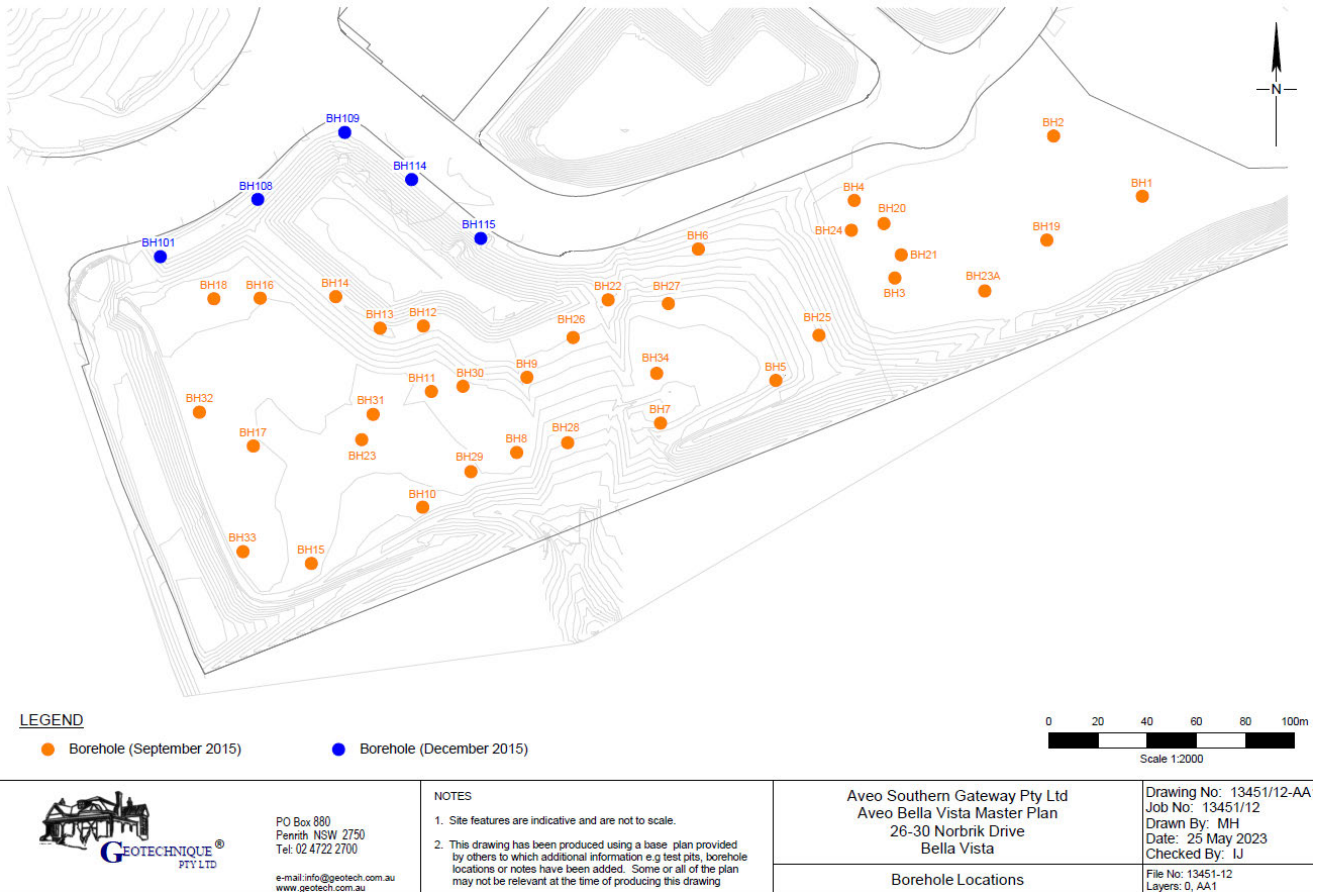 BH109
BH2
BH114
BH108
BH1
BH4
BH20
BH115
BH24
BH6
BH19
BH101
BH21
BH23A
BH3
BH18
BH16
BH14
BH22
BH27
BH13
BH12
BH26
BH25
BH34
BH9
BH5
BH30
BH11
BH32
BH31
BH7
BH17
BH28
BH8
BH23
BH29
BH10
BH33
BH15
N
LEGEND
Borehole (September 2015)
Borehole (December 2015)
0 20 40 60 80 100m
Scale 1:2000
GEOTECHNIQUE ®
PTY LTD
PO Box 880
Penrith NSW 2750
Tel: 02 4722 2700
e-mail:info@geotech.com.au
www.geotech.com.au
NOTES
1. Site features are indicative and are not to scale.
2. This drawing has been produced using a base plan provided
by others to which additional information e.g test pits, borehole
locations or notes have been added. Some or all of the plan
may not be relevant at the time of producing this drawing
Aveo Southern Gateway Pty Ltd
Aveo Bella Vista Master Plan
26-30 Norbrik Drive
Bella Vista
Borehole Locations
Drawing No: 13451/12-AA1
Job No: 13451/12
Drawn By: MH
Date: 25 May 2023
Checked By: IJ
File No: 13451-12
Layers: 0, AA1